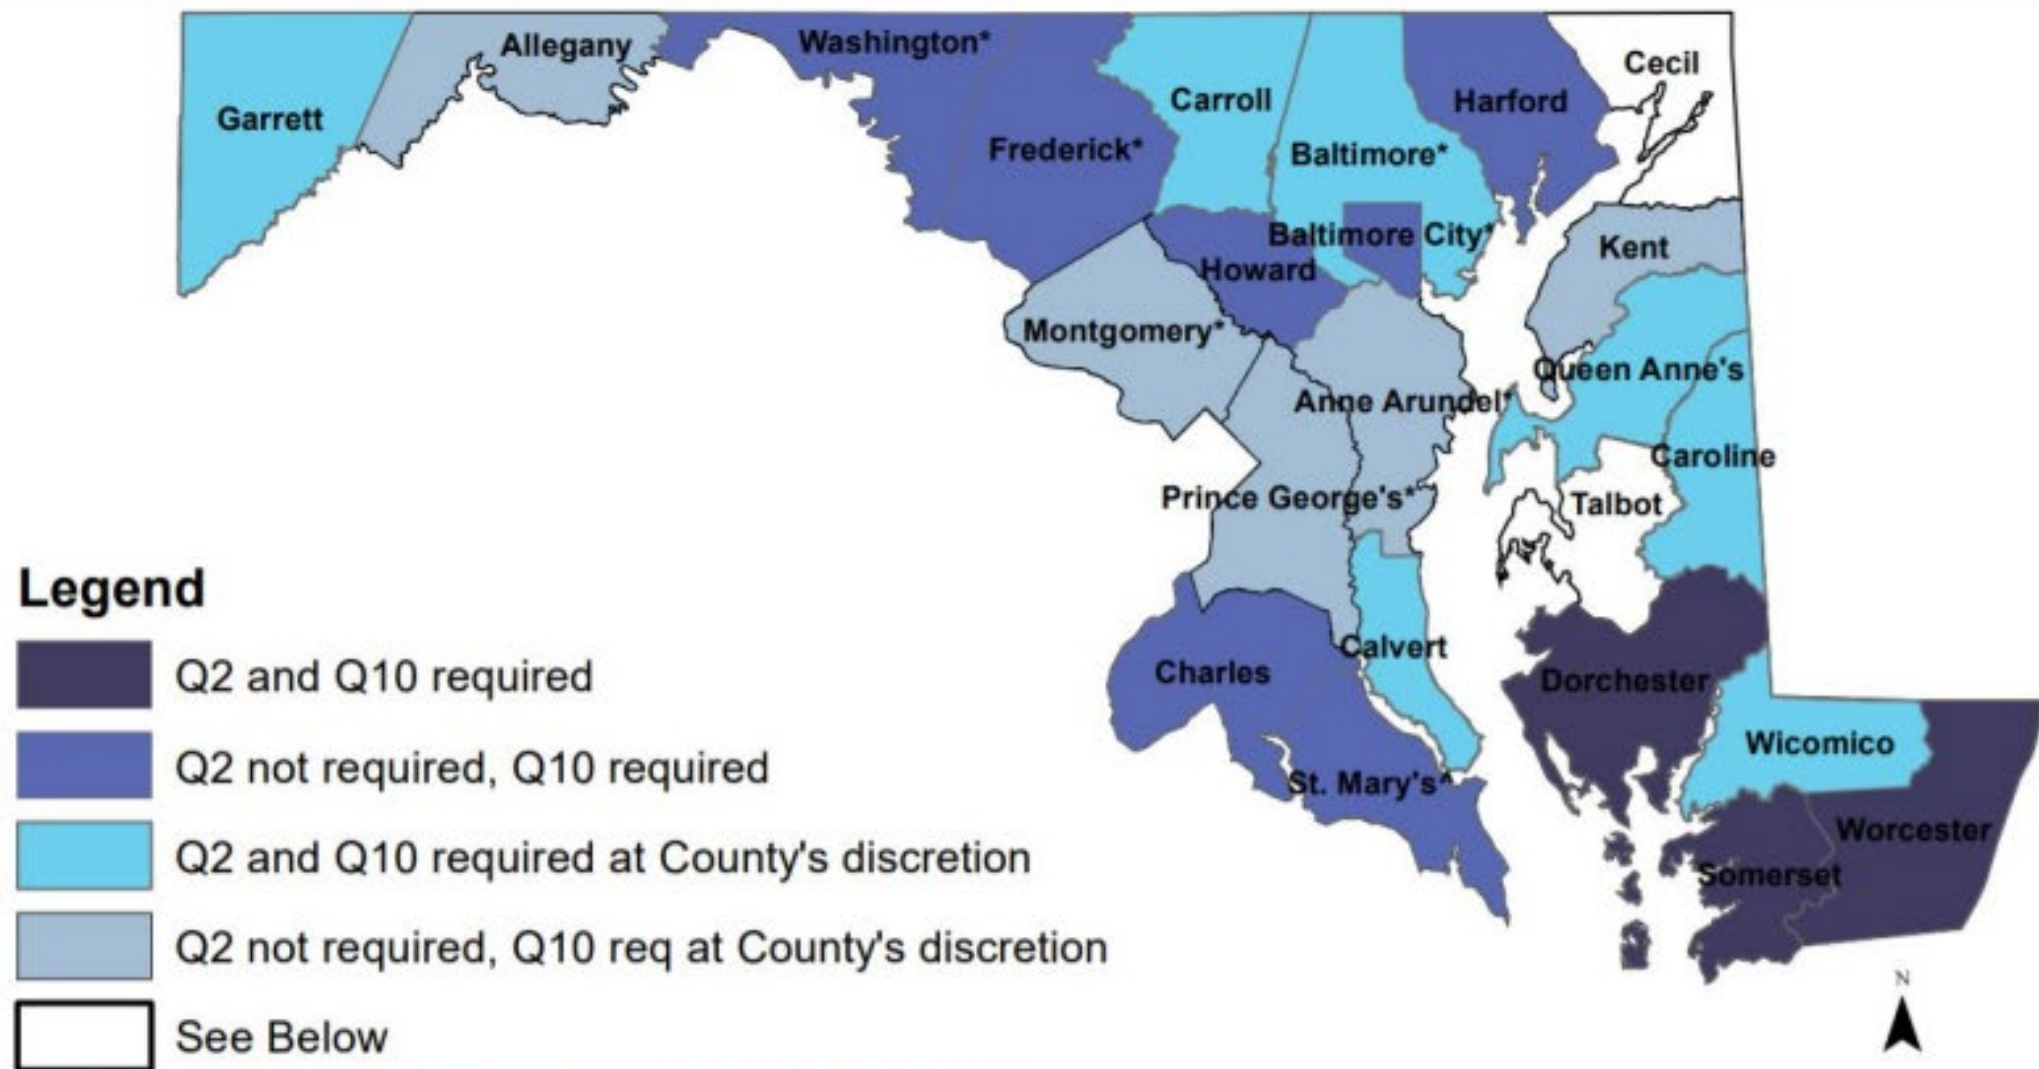 Allegany
Washington*
Cecil
Garrett
Carroll
Harford
Frederick*
Baltimore*
Baltimore City*
Kent
Howard
Montgomery*
Queen Anne's
Anne Arundel*
Caroline
Prince George's*
Talbot
Legend
Q2 and Q10 required
Q2 not required, Q10 required
Q2 and Q10 required at County's discretion
Q2 not required, Q10 req at County's discretion
See Below
Calvert
Charles
Dorchester
Wicomico
St. Mary's^
Worcester
Somerset
N